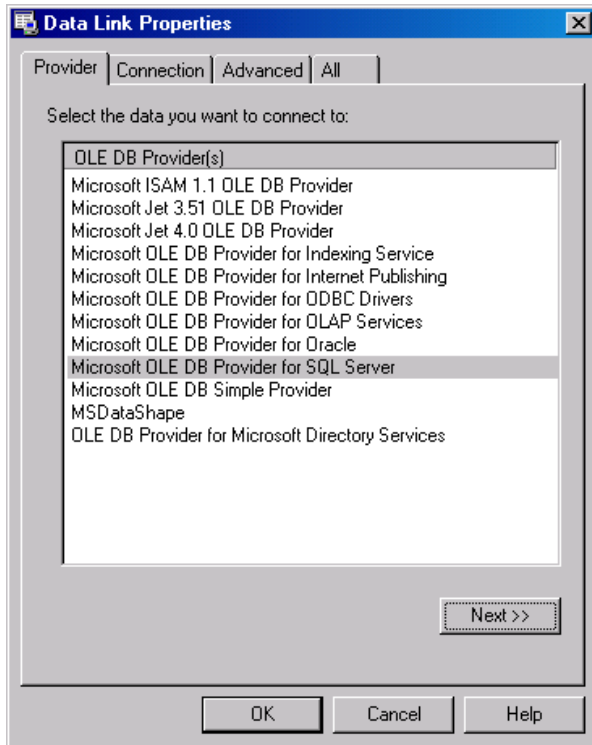 Data Link Properties
Provider Connection Advanced All
Select the data you want to connect to:
OLE DB Provider(s)
Microsoft ISAM 1.1 OLE DB Provider
Microsoft Jet 3.51 OLE DB Provider
Microsoft Jet 4.0 OLE DB Provider
Microsoft OLE DB Provider for Indexing Service
Microsoft OLE DB Provider for Internet Publishing
Microsoft OLE DB Provider for ODBC Drivers
Microsoft OLE DB Provider for OLAP Services
Microsoft OLE DB Provider for Oracle
Microsoft OLE DB Provider for SQL Server
Microsoft OLE DB Simple Provider
MSDataShape
OLE DB Provider for Microsoft Directory Services
Next >>
OK Cancel Help